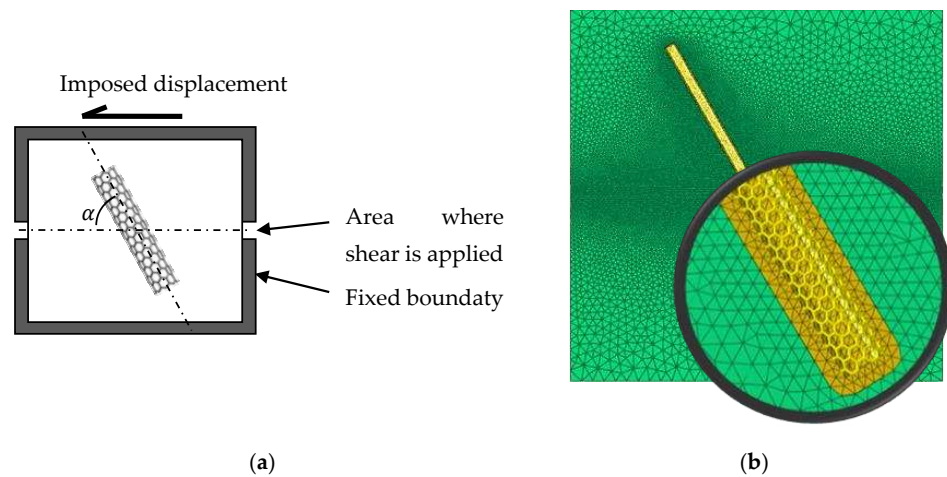 Imposed displacement
α
Area where
shear is applied
Fixed boundaty
(a)
(b)